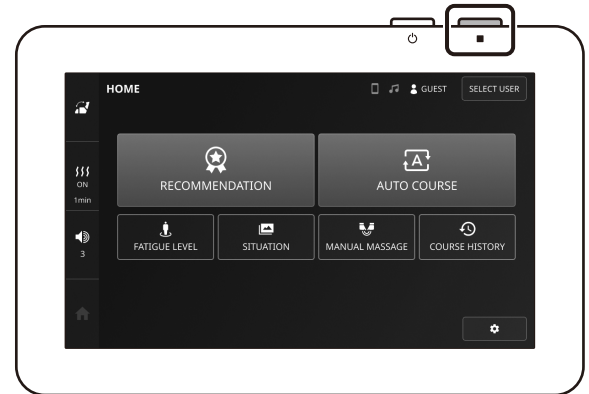 HOME
GUEST
SELECT USER
ON
1min
3
RECOMMENDATION
A
AUTO COURSE
FATIGUE LEVEL
SITUATION
MANUAL MASSAGE
COURSE HISTORY